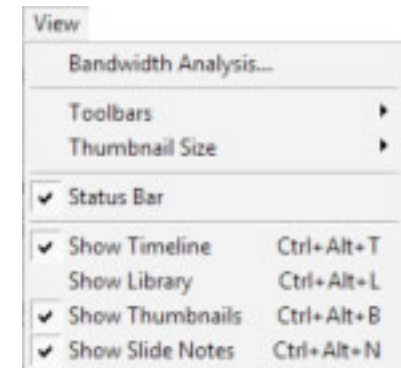 View
Bandwidth Analysis...
Toolbars
Thumbnail Size
Status Bar
Show Timeline Ctrl+Alt+T
Show Library Ctrl+Alt+L
Show Thumbnails Ctrl+Alt+B
Show Slide Notes Ctrl+Alt+N